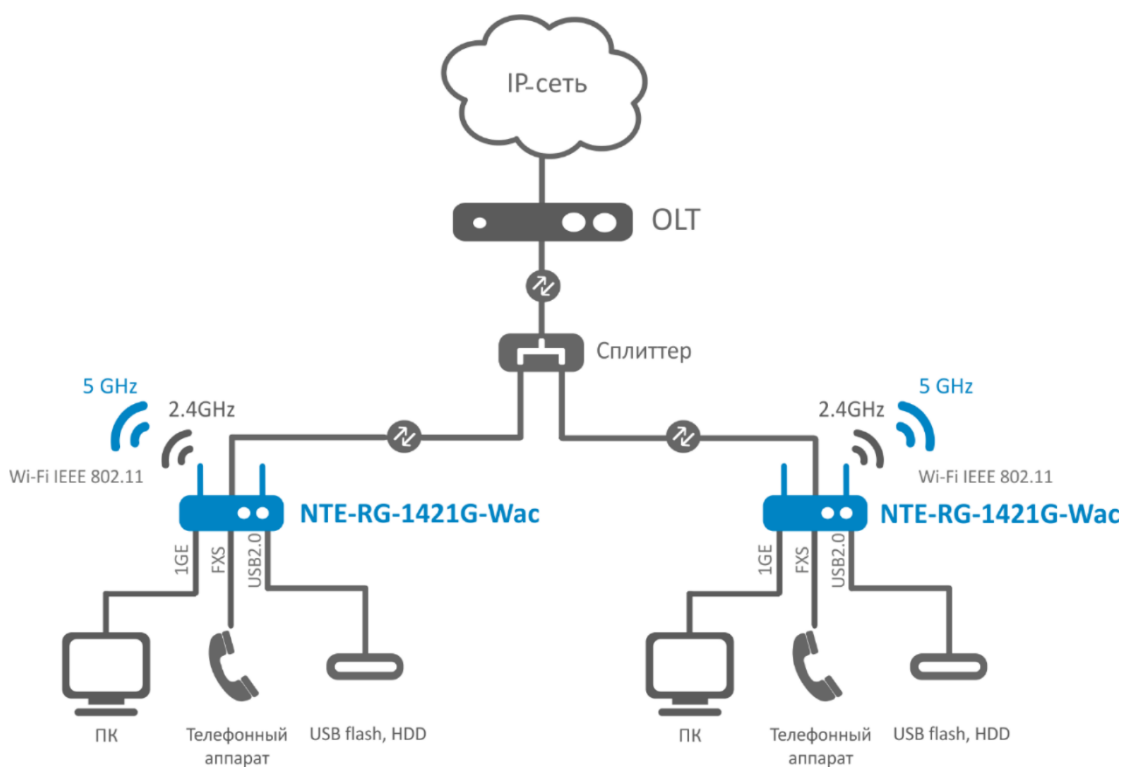 IP-сеть
OLT
Сплиттер
5 GHz
2.4GHz
Wi-Fi IEEE 802.11
NTE-RG-1421G-Wac
1GE
FXS
USB2.0
ПК
Телефонный
аппарат
USB flash, HDD
5 GHz
2.4GHz
Wi-Fi IEEE 802.11
NTE-RG-1421G-Wac
1GE
FXS
USB2.0
ПК
Телефонный
аппарат
USB flash, HDD